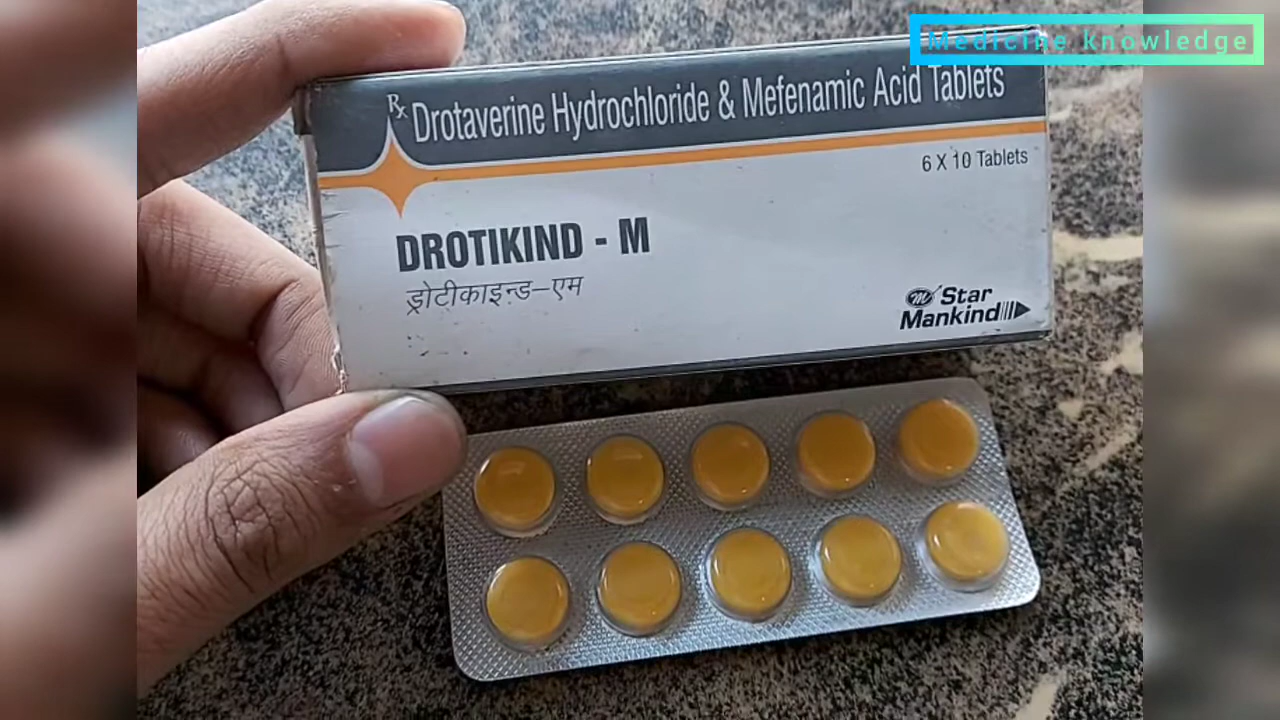 Medicine knowledge
Rx Drotaverine Hydrochloride & Mefenamic Acid Tablets
6 X 10 Tablets
DROTIKIND - M
ड्रोटीकाइन्ड–एम
m Star
Mankind